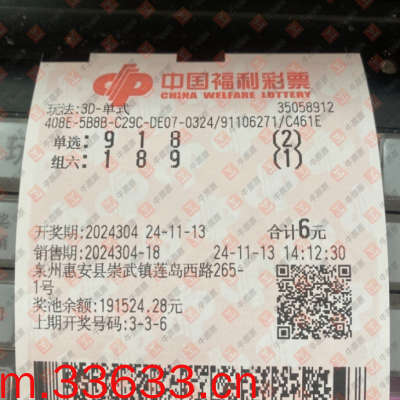 中国福利彩票
CHINA WELFARE LOTTERY
玩法:3D-单式 35058912
408E-5B8B-C29C-DE07-0324/91106271/C461E
单选: 9 1 8 (2)
组六: 1 8 9 (1)
开奖期:2024304 24-11-13 合计6元
销售期:2024304-18 24-11-13 14:12:30
泉州惠安县崇武镇莲岛西路265-
1号
奖池余额:191524.28元
上期开奖号码:3-3-6
m.33633.cn